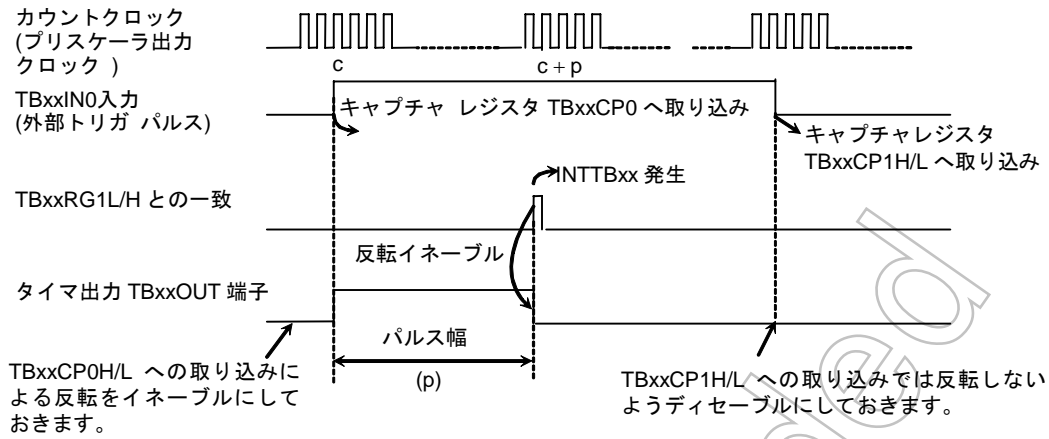 カウントクロック
(プリスケーラ出力
クロック )
c
c + p
TBxxIN0入力
(外部トリガ パルス)
キャプチャ レジスタ TBxxCP0 へ取り込み
キャプチャレジスタ
TBxxCP1H/L へ取り込み
INTTBxx 発生
TBxxRG1L/H との一致
反転イネーブル
タイマ出力 TBxxOUT 端子
パルス幅
(p)
TBxxCP0H/L への取り込みに
よる反転をイネーブルにして
おきます。
TBxxCP1H/L への取り込みでは反転しない
ようディセーブルにしておきます。
ded